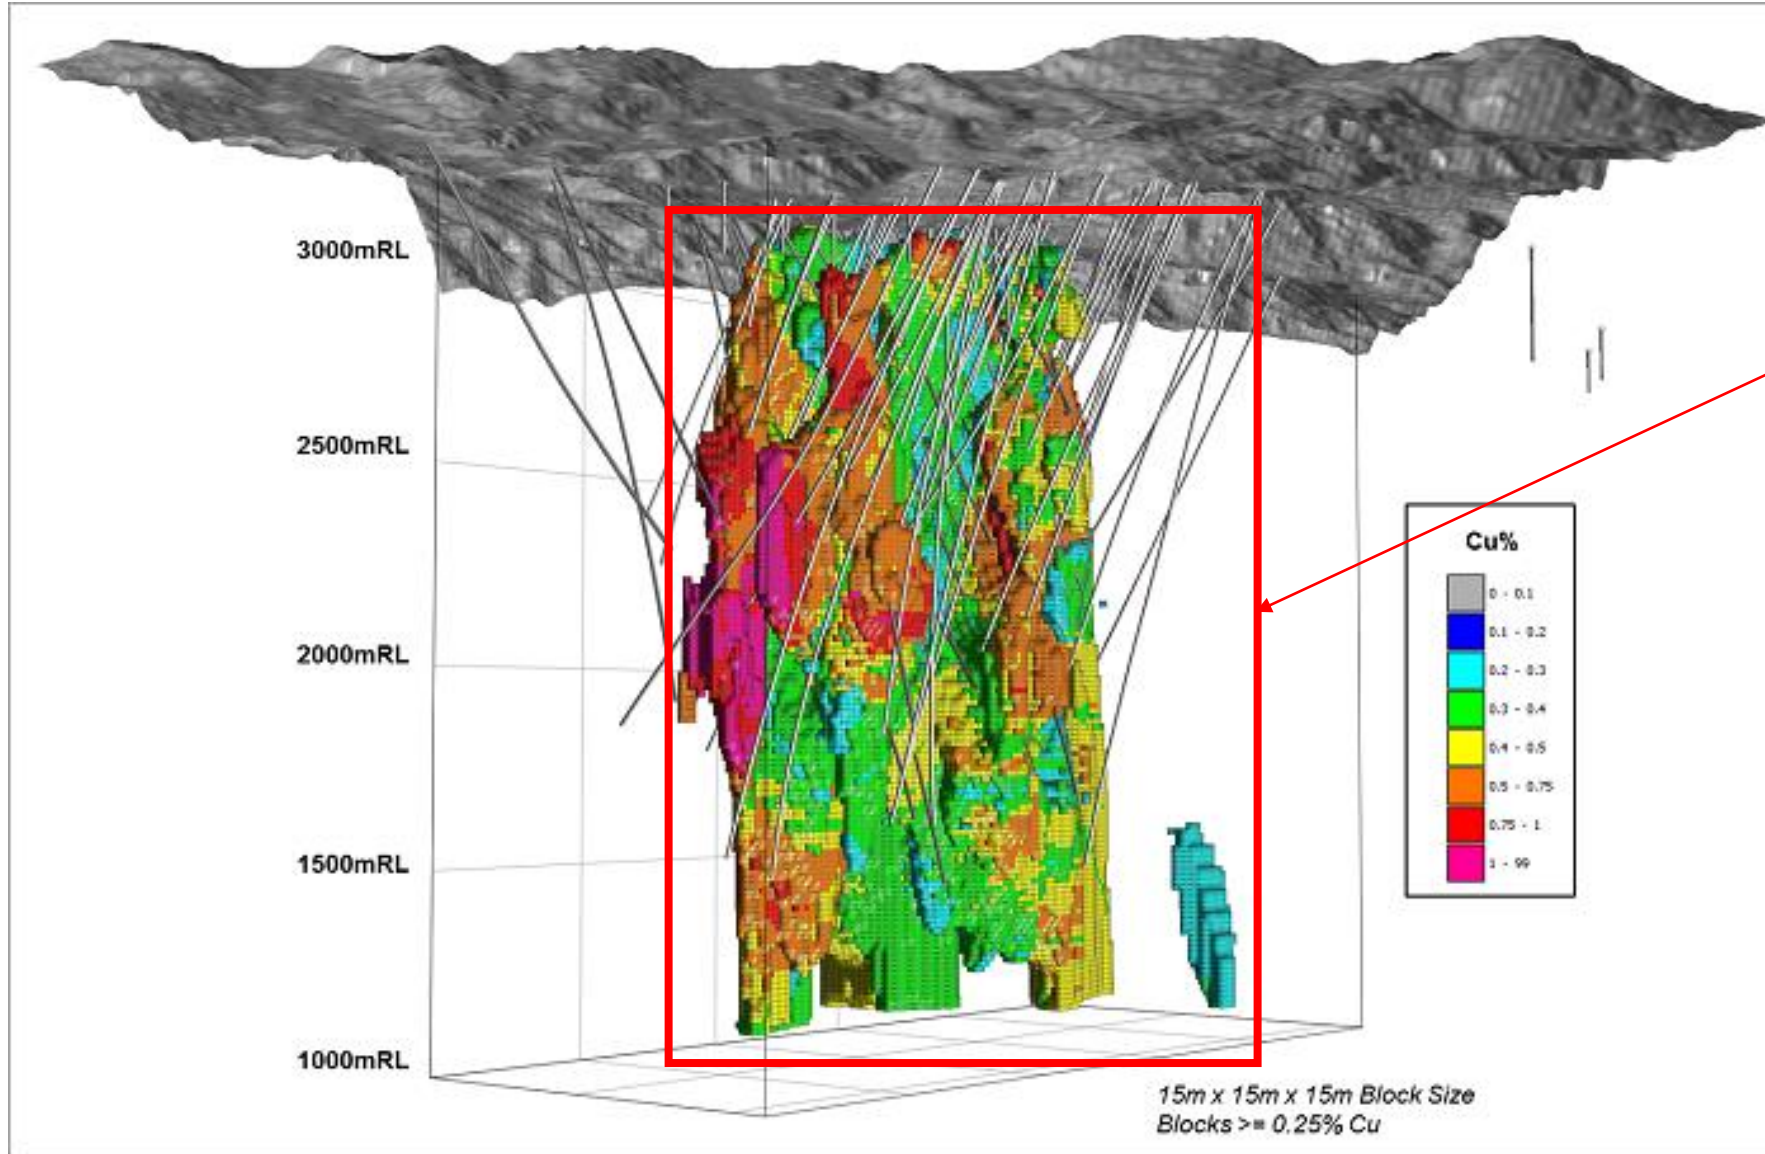 3000mRL
2500mRL
2000mRL
1500mRL
1000mRL
Cu%
0 - 0.1
0.1 - 0.2
0.2 - 0.3
0.3 - 0.4
0.4 - 0.5
0.5 - 0.75
0.75 - 1
1 - 99
15m x 15m x 15m Block Size
Blocks >= 0.25% Cu